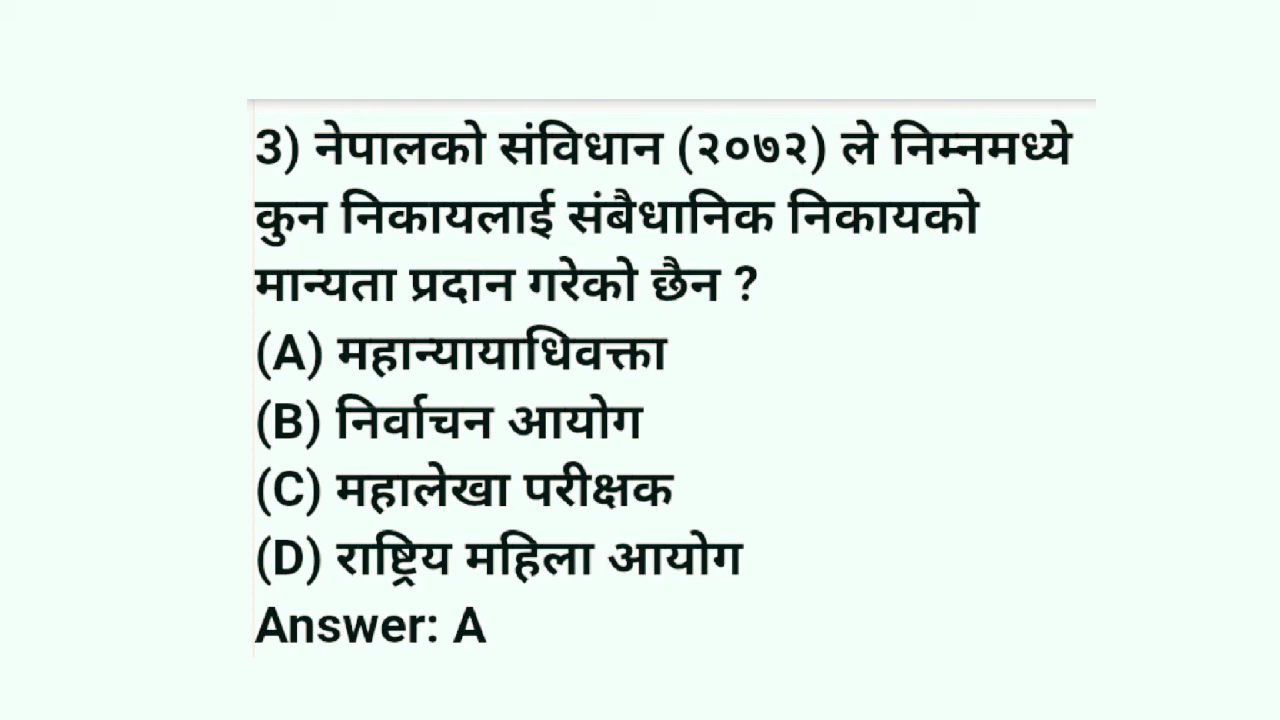 3) नेपालको संविधान (२०७२) ले निम्नमध्ये
कुन निकायलाई संबैधानिक निकायको
मान्यता प्रदान गरेको छैन ?
(A) महान्यायाधिवक्ता
(B) निर्वाचन आयोग
(C) महालेखा परीक्षक
(D) राष्ट्रिय महिला आयोग
Answer: A